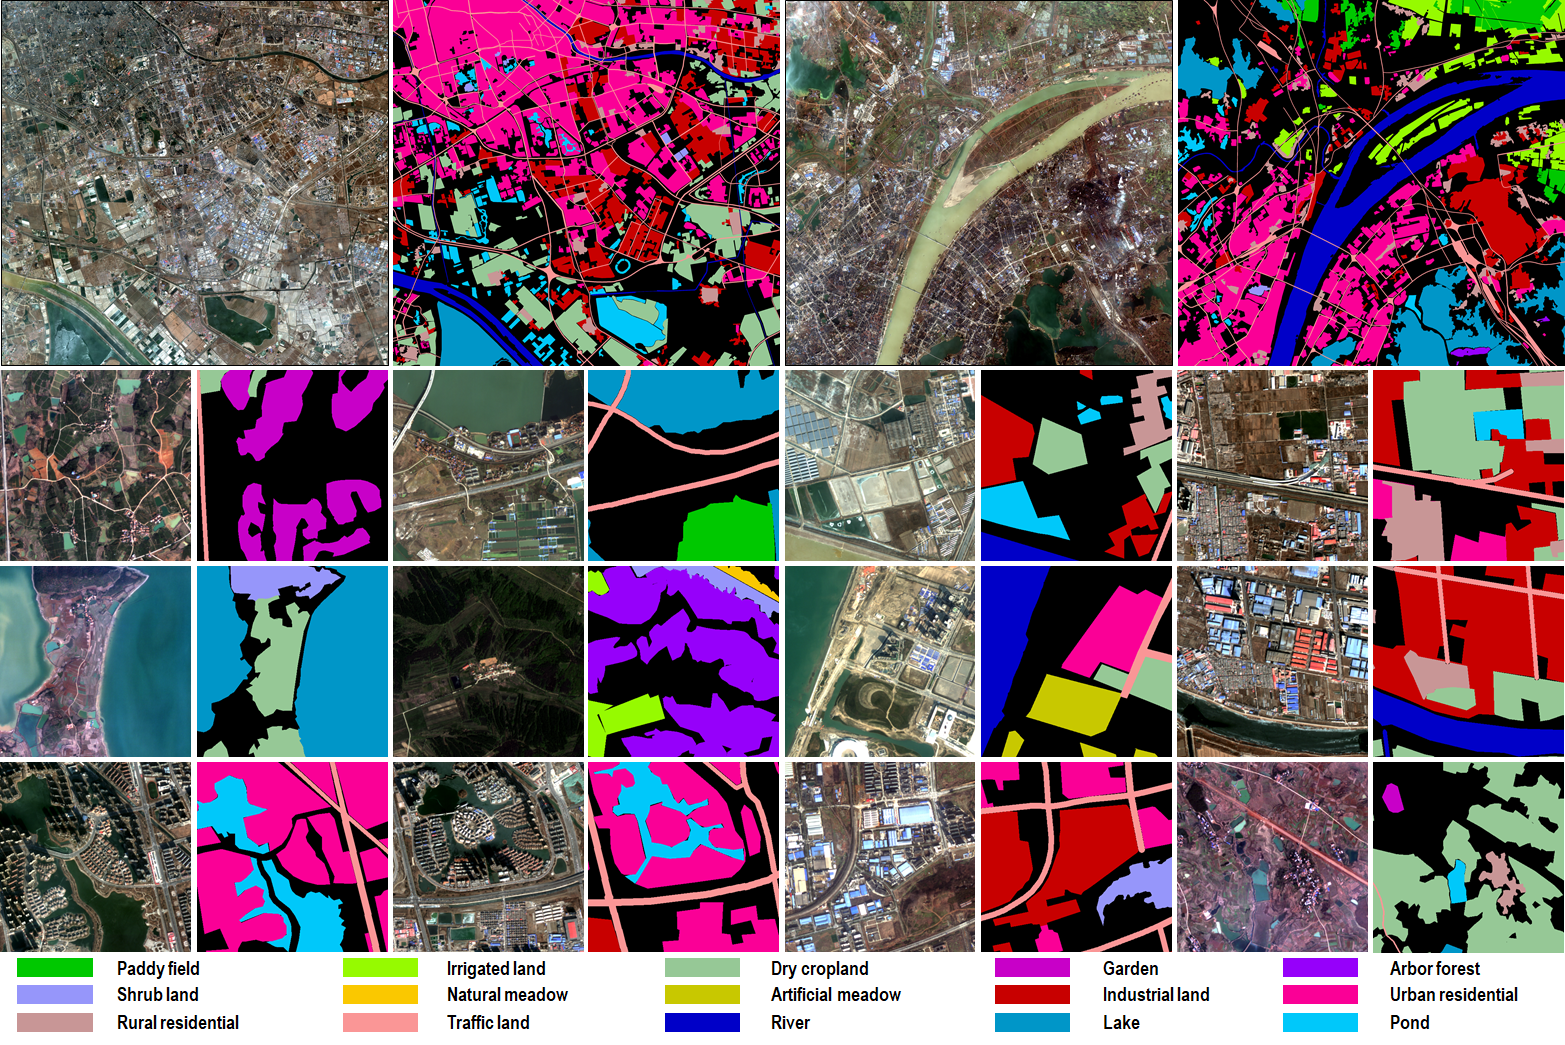 Paddy field Irrigated land Dry cropland Garden Arbor forest
Shrub land Natural meadow Artificial meadow Industrial land Urban residential
Rural residential Traffic land River Lake Pond